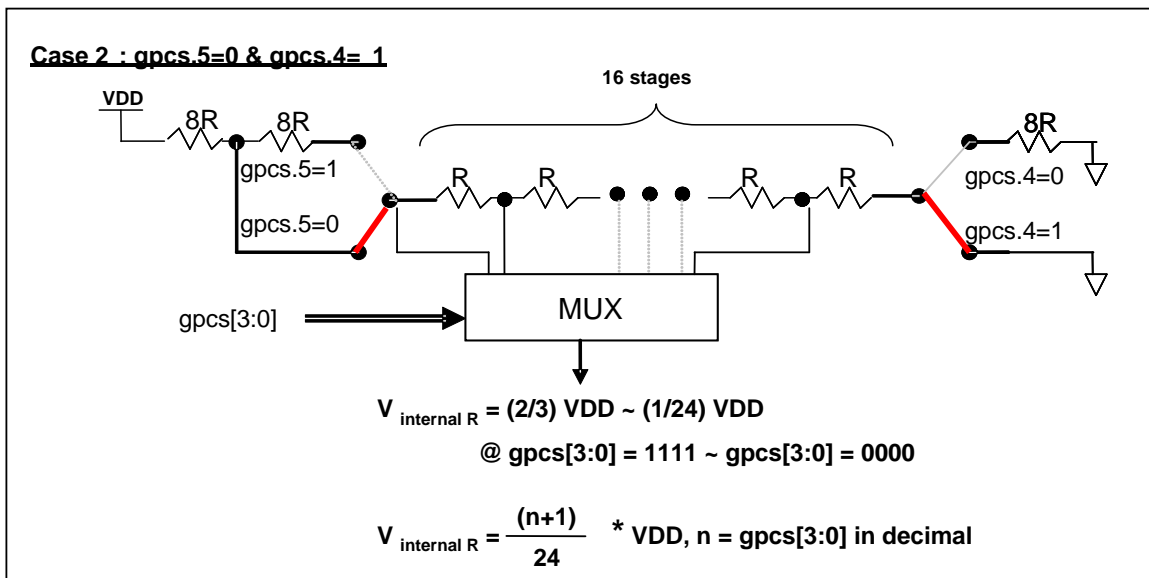 Case 2 : gpcs.5=0 & gpcs.4= 1
16 stages
VDD
8R 8R 8R
gpcs.5=1 R R R R gpcs.4=0
gpcs.5=0 gpcs.4=1
gpcs[3:0] MUX
V internal R = (2/3) VDD ~ (1/24) VDD
@ gpcs[3:0] = 1111 ~ gpcs[3:0] = 0000
V internal R = (n+1) / 24 * VDD, n = gpcs[3:0] in decimal